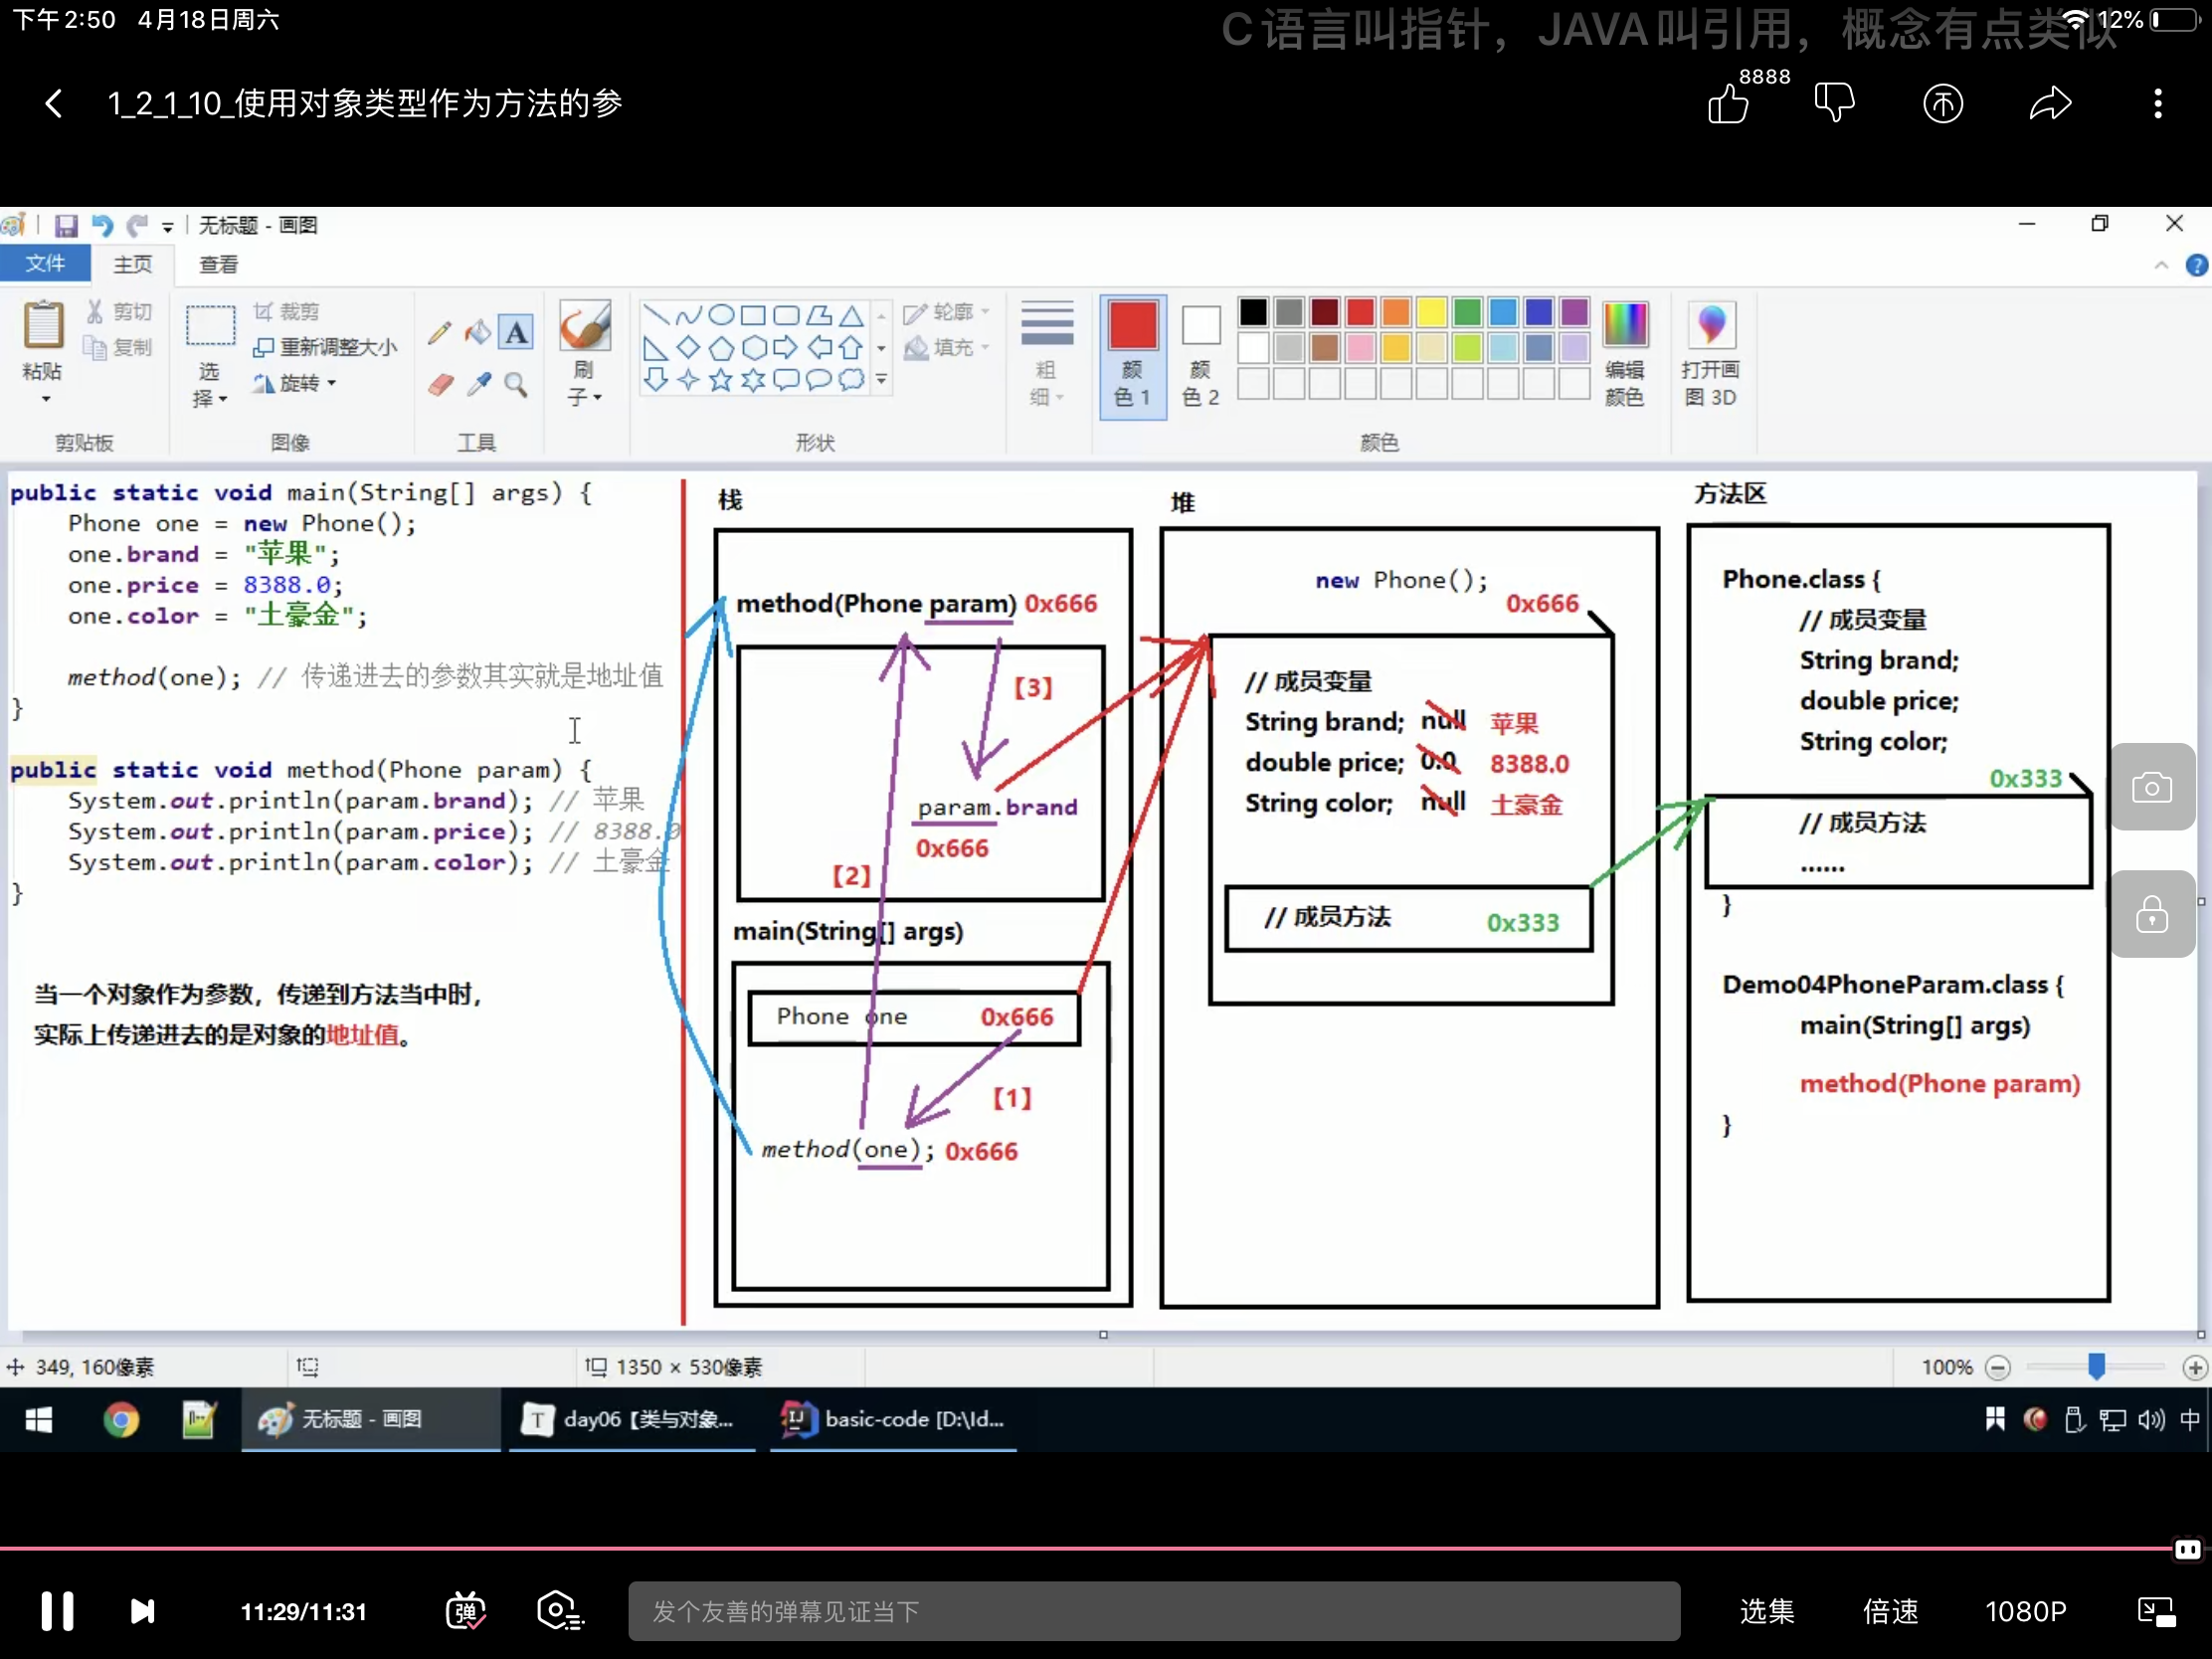 下午2:50 4月18日周六
C语言叫指针，JAVA叫引用，概念有点类似
12%
1_2_1_10_使用对象类型作为方法的参
8888
无标题 - 画图
文件 主页 查看
粘贴 剪切 复制
选择 裁剪 重新调整大小 旋转
A
刷子
轮廓 填充
粗细
颜色 1 颜色 2
编辑颜色
打开画图 3D
剪贴板 图像 工具 形状 颜色
public static void main(String[] args) {
Phone one = new Phone();
one.brand = "苹果";
one.price = 8388.0;
one.color = "土豪金";
method(one); // 传递进去的参数其实就是地址值
}
public static void method(Phone param) {
System.out.println(param.brand); // 苹果
System.out.println(param.price); // 8388.0
System.out.println(param.color); // 土豪金
}
当一个对象作为参数，传递到方法当中时，
实际上传递进去的是对象的地址值。
栈
method(Phone param) 0x666
【3】
param.brand
0x666
【2】
main(String[] args)
Phone one 0x666
【1】
method(one); 0x666
堆
new Phone();
0x666
// 成员变量
String brand; null 苹果
double price; 0.0 8388.0
String color; null 土豪金
// 成员方法 0x333
方法区
Phone.class {
// 成员变量
String brand;
double price;
String color;
0x333
// 成员方法
......
}
Demo04PhoneParam.class {
main(String[] args)
method(Phone param)
}
349, 160像素
1350 × 530像素
100%
无标题 - 画图
T day06【类与对象...
IJ basic-code [D:\Id...
中
11:29/11:31
弹
发个友善的弹幕见证当下
选集 倍速 1080P